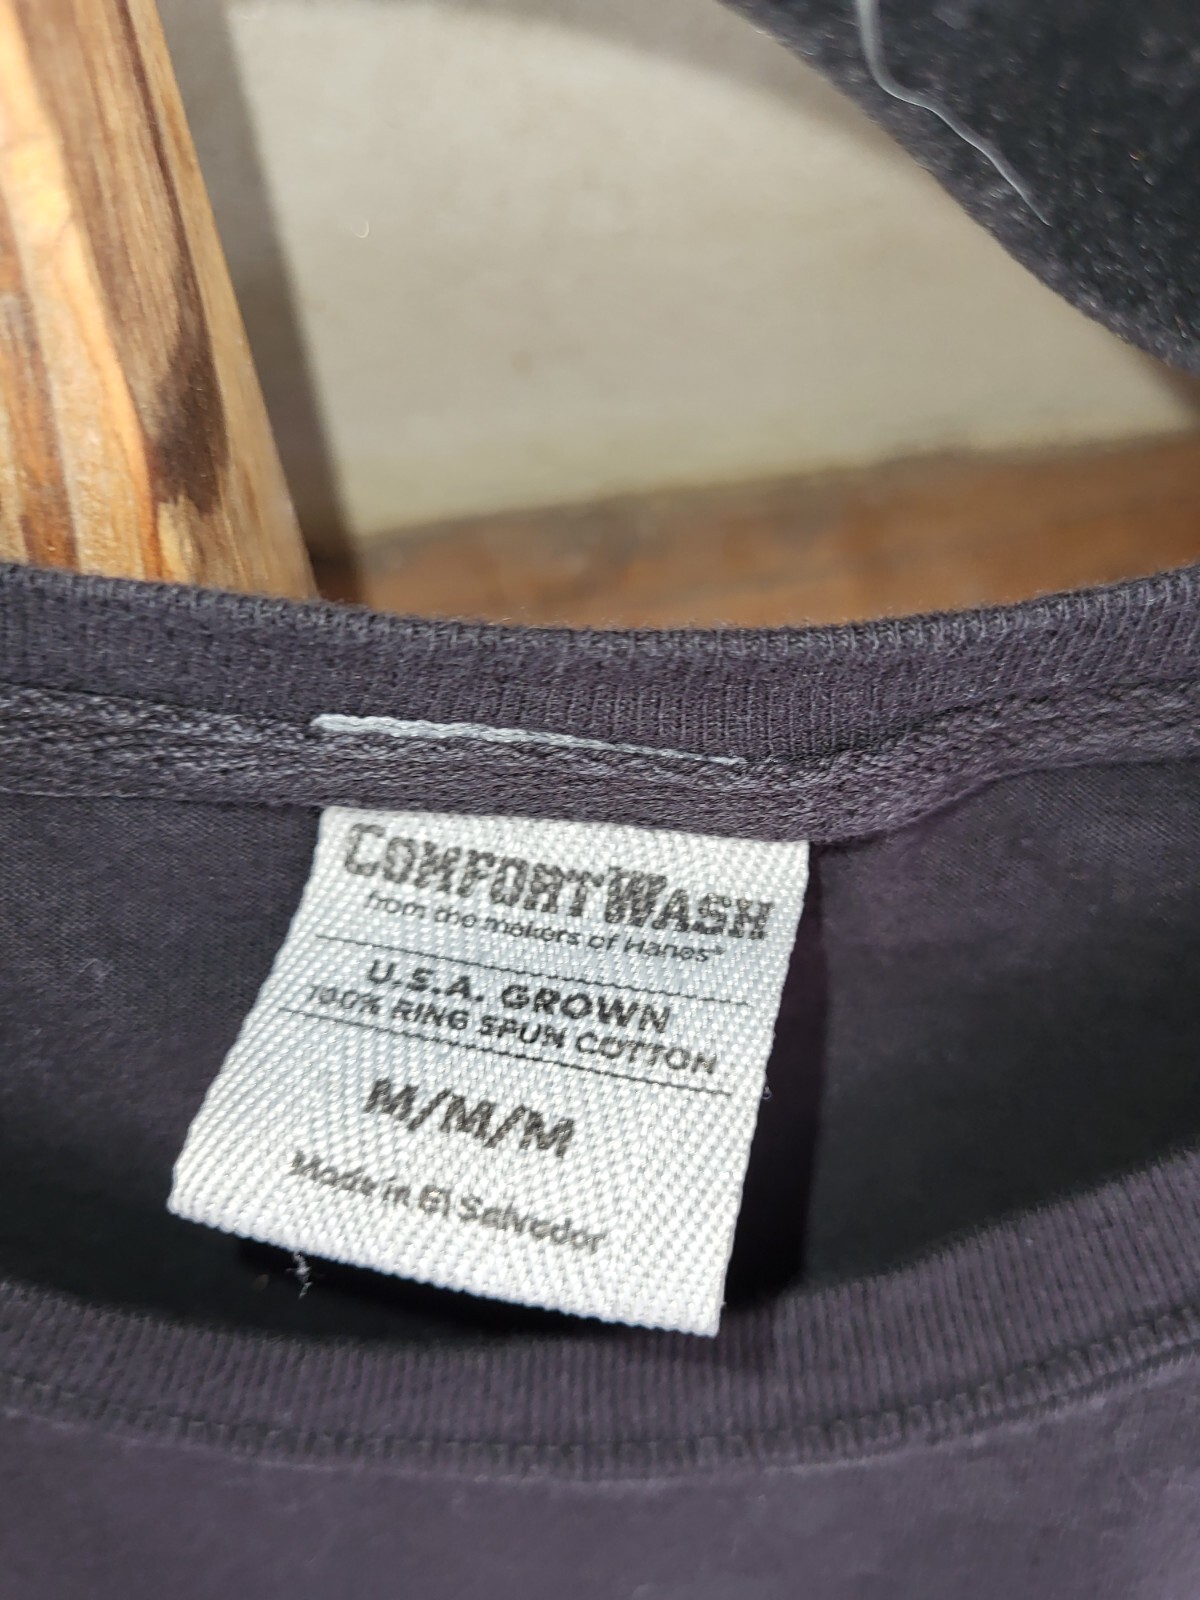 COMFORTWASH
from the makers of Hanes®
U.S.A. GROWN
100% RING SPUN COTTON
M/M/M
Made in El Salvador